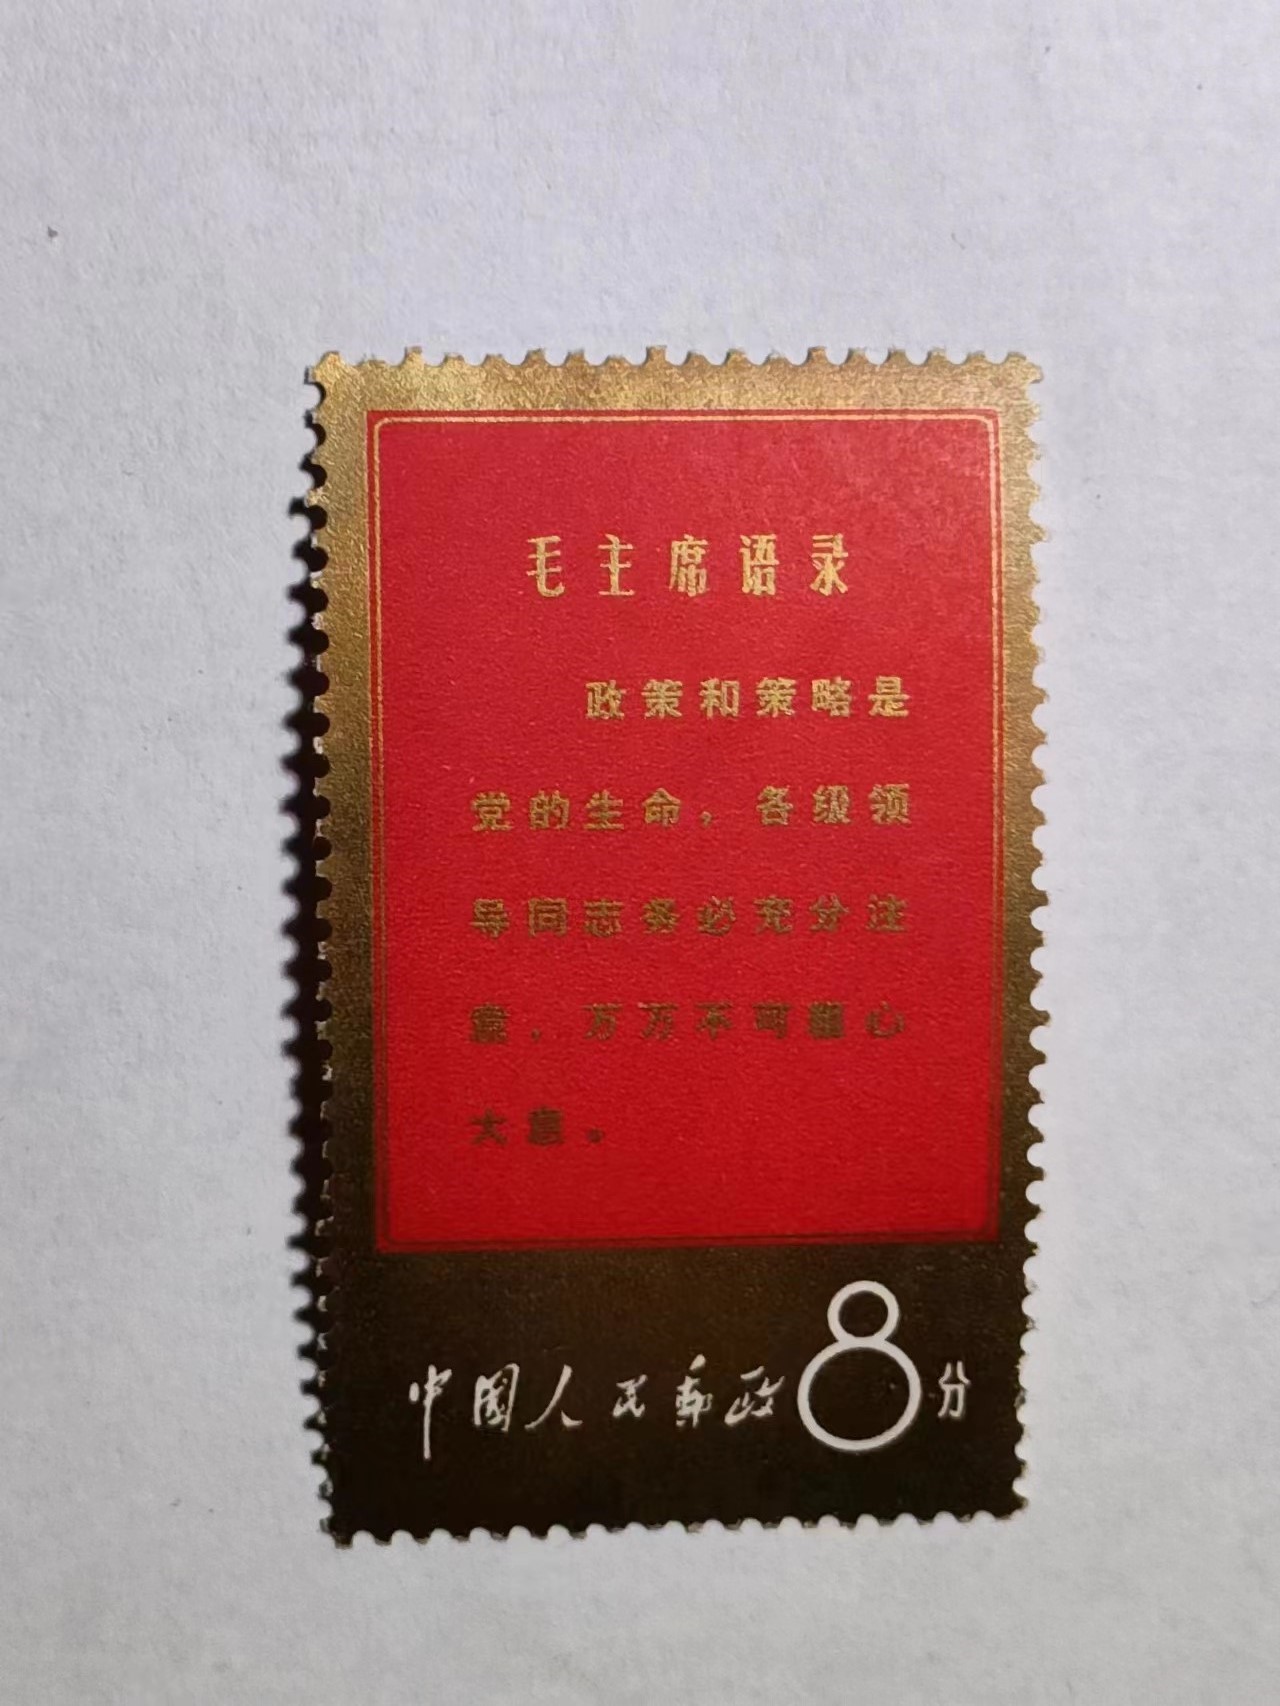 毛主席语录
政策和策略是
党的生命，各级领
导同志务必充分注
意，万万不可粗心
大意。
中国人民邮政8分